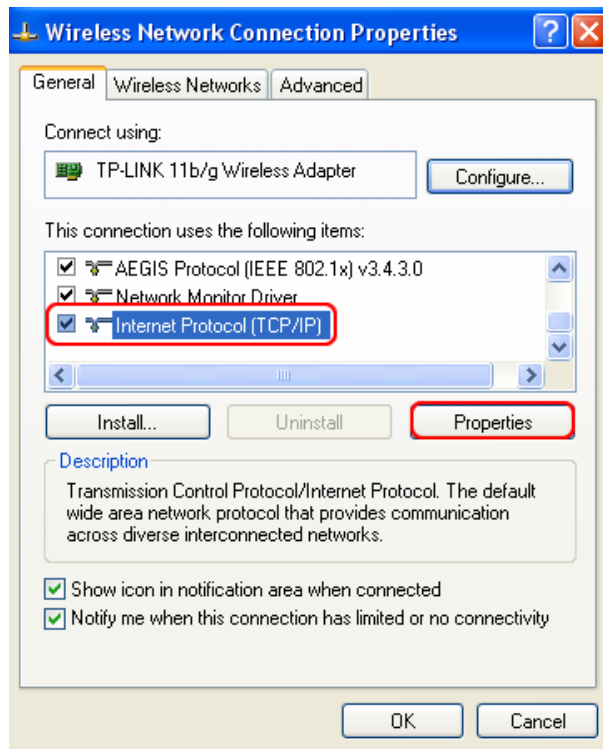 Wireless Network Connection Properties
General Wireless Networks Advanced
Connect using:
TP-LINK 11b/g Wireless Adapter Configure...
This connection uses the following items:
AEGIS Protocol (IEEE 802.1x) v3.4.3.0
Network Monitor Driver
Internet Protocol (TCP/IP)
Install... Uninstall Properties
Description
Transmission Control Protocol/Internet Protocol. The default
wide area network protocol that provides communication
across diverse interconnected networks.
Show icon in notification area when connected
Notify me when this connection has limited or no connectivity
OK Cancel